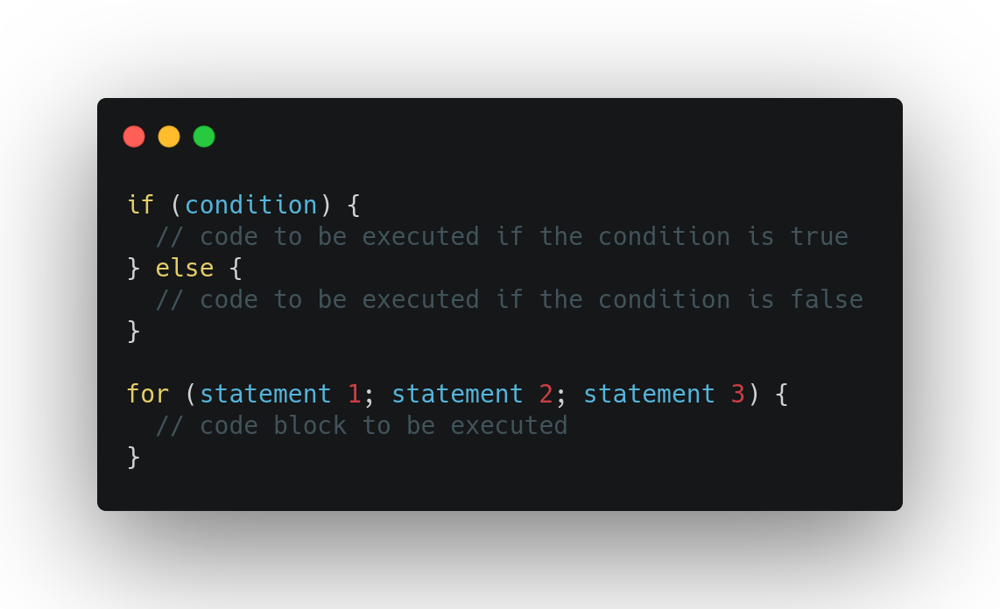 if (condition) {
  // code to be executed if the condition is true
} else {
  // code to be executed if the condition is false
}

for (statement 1; statement 2; statement 3) {
  // code block to be executed
}